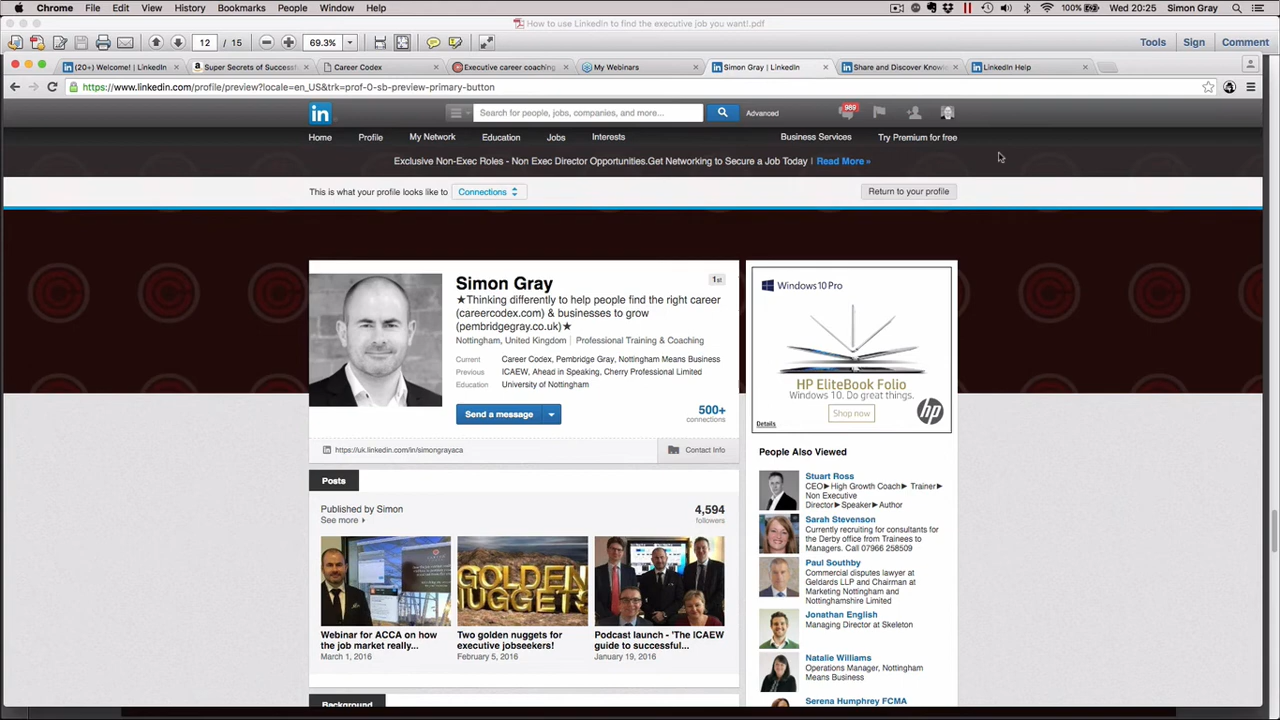 Chrome File Edit View History Bookmarks People Window Help 100% Wed 20:25 Simon Gray
How to use LinkedIn to find the executive job you want!.pdf
12 / 15 69.3% Tools Sign Comment
(20+) Welcome! | LinkedIn Super Secrets of Success Career Codex Executive career coaching My Webinars Simon Gray | LinkedIn Share and Discover Knowle LinkedIn Help
https://www.linkedin.com/profile/preview?locale=en_US&trk=prof-0-sb-preview-primary-button
in Search for people, jobs, companies, and more... Advanced 989
Home Profile My Network Education Jobs Interests Business Services Try Premium for free
Exclusive Non-Exec Roles - Non Exec Director Opportunities.Get Networking to Secure a Job Today | Read More »
This is what your profile looks like to Connections Return to your profile
Simon Gray 1st
★Thinking differently to help people find the right career
(careercodex.com) & businesses to grow
(pembridgegray.co.uk)★
Nottingham, United Kingdom | Professional Training & Coaching
Current Career Codex, Pembridge Gray, Nottingham Means Business
Previous ICAEW, Ahead in Speaking, Cherry Professional Limited
Education University of Nottingham
Send a message 500+
connections
https://uk.linkedin.com/in/simongrayaca Contact Info
Posts
Published by Simon
See more
4,594
followers
GOLDEN
NUGGETS
Webinar for ACCA on how
the job market really...
March 1, 2016
Two golden nuggets for
executive jobseekers!
February 5, 2016
Podcast launch - 'The ICAEW
guide to successful...
January 19, 2016
Background
Windows 10 Pro
HP EliteBook Folio
Windows 10. Do great things.
Shop now
hp
Details
People Also Viewed
Stuart Ross
CEO►High Growth Coach► Trainer►
Non Executive
Director►Speaker►Author
Sarah Stevenson
Currently recruiting for consultants for
the Derby office from Trainees to
Managers. Call 07966 258509
Paul Southby
Commercial disputes lawyer at
Geldards LLP and Chairman at
Marketing Nottingham and
Nottinghamshire Limited
Jonathan English
Managing Director at Skeleton
Natalie Williams
Operations Manager, Nottingham
Means Business
Serena Humphrey FCMA